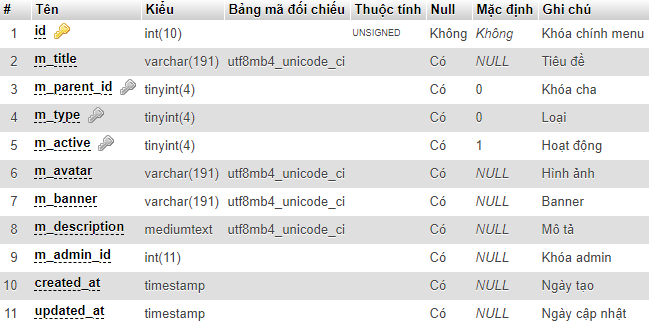 # Tên Kiểu Bảng mã đối chiếu Thuộc tính Null Mặc định Ghi chú
1 id int(10) UNSIGNED Không Không Khóa chính menu
2 m_title varchar(191) utf8mb4_unicode_ci Có NULL Tiêu đề
3 m_parent_id tinyint(4) Có 0 Khóa cha
4 m_type tinyint(4) Có 0 Loại
5 m_active tinyint(4) Có 1 Hoạt động
6 m_avatar varchar(191) utf8mb4_unicode_ci Có NULL Hình ảnh
7 m_banner varchar(191) utf8mb4_unicode_ci Có NULL Banner
8 m_description mediumtext utf8mb4_unicode_ci Có NULL Mô tả
9 m_admin_id int(11) Có NULL Khóa admin
10 created_at timestamp Có NULL Ngày tạo
11 updated_at timestamp Có NULL Ngày cập nhật